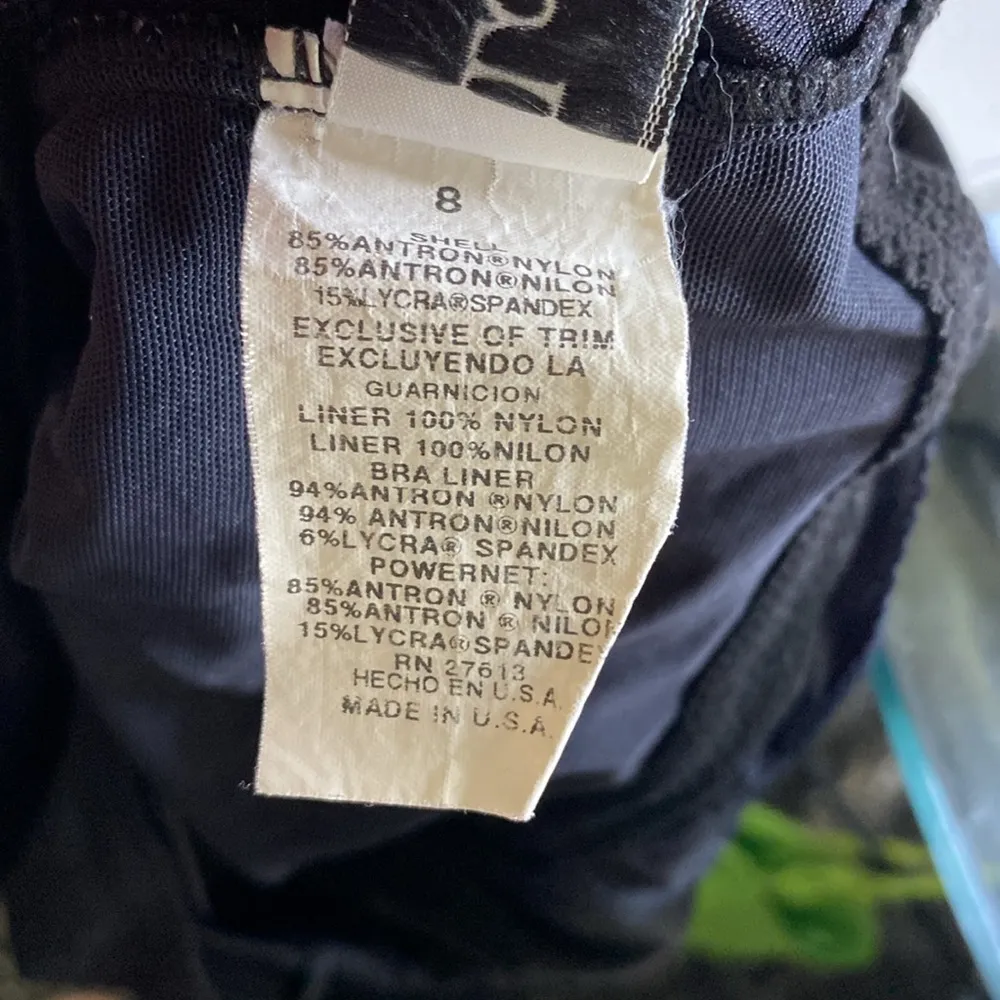 8
SHELL
85%ANTRON®NYLON
85%ANTRON®NILON
15%LYCRA®SPANDEX
EXCLUSIVE OF TRIM
EXCLUYENDO LA
GUARNICION
LINER 100% NYLON
LINER 100%NILON
BRA LINER
94%ANTRON ®NYLON
94% ANTRON®NILON
6%LYCRA® SPANDEX
POWERNET:
85%ANTRON ® NYLON
85%ANTRON ® NILON
15%LYCRA®SPANDE
RN 27613
HECHO EN U.S.A.
MADE IN U.S.A.